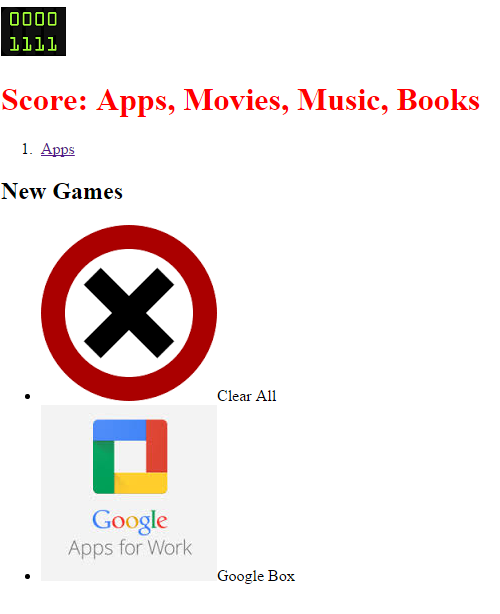 0000
1111
Score: Apps, Movies, Music, Books
1. Apps
New Games
Clear All
Google
Apps for Work
Google Box